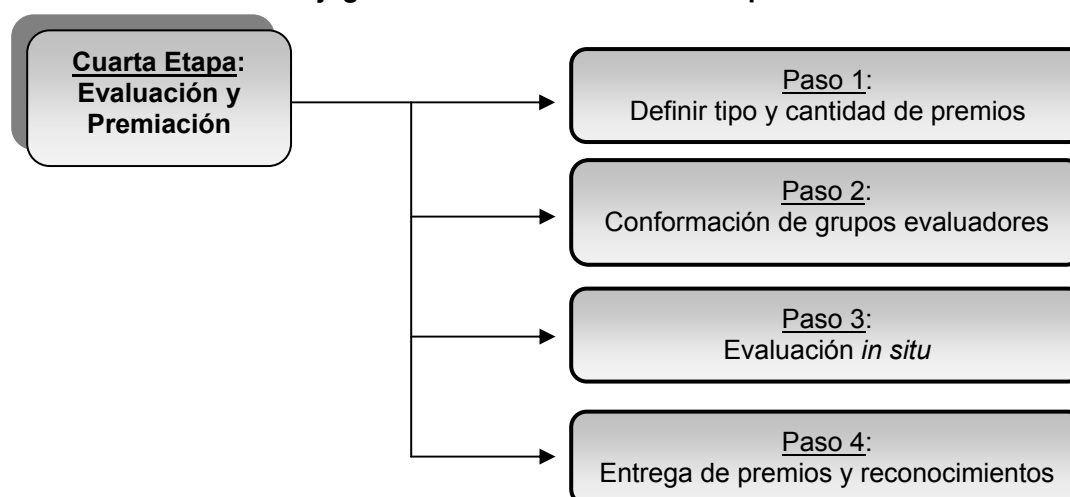 Cuarta Etapa:
Evaluación y
Premiación
Paso 1:
Definir tipo y cantidad de premios
Paso 2:
Conformación de grupos evaluadores
Paso 3:
Evaluación in situ
Paso 4:
Entrega de premios y reconocimientos